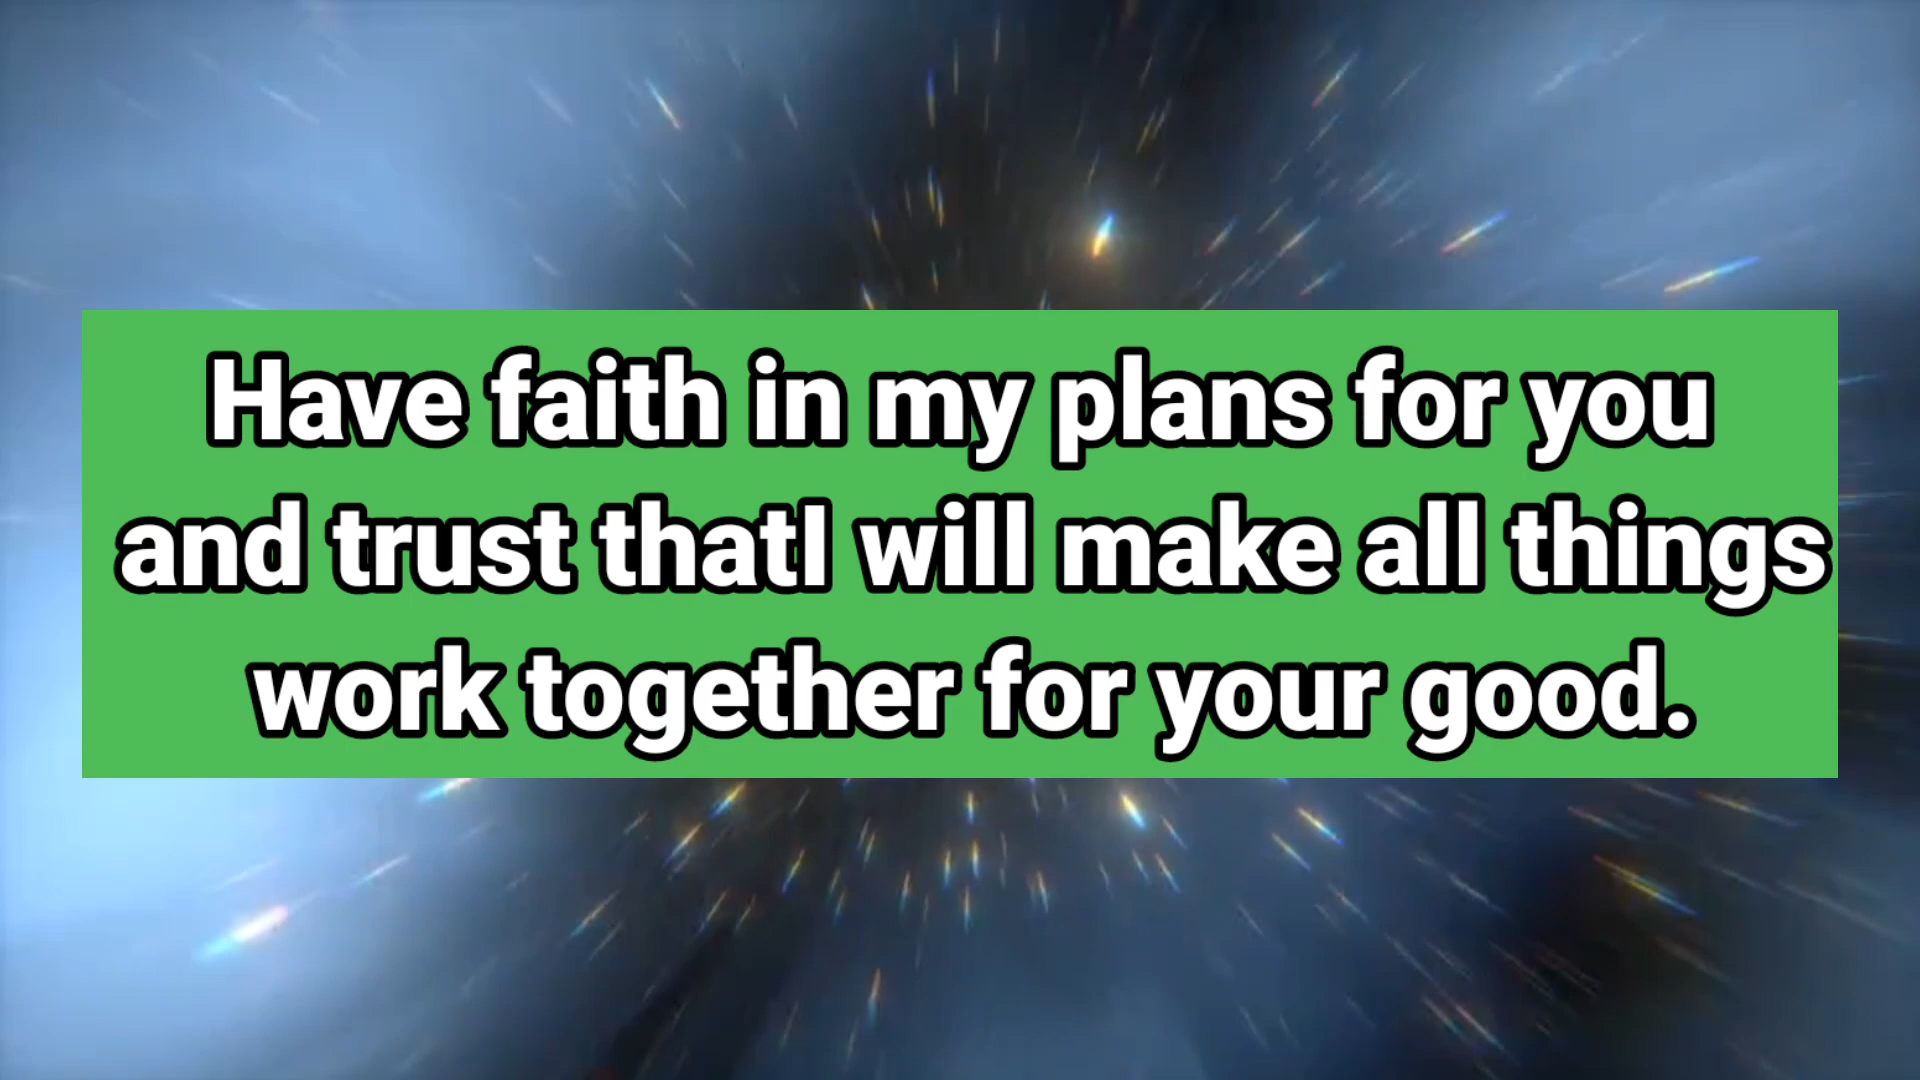 Have faith in my plans for you
and trust thatI will make all things
work together for your good.